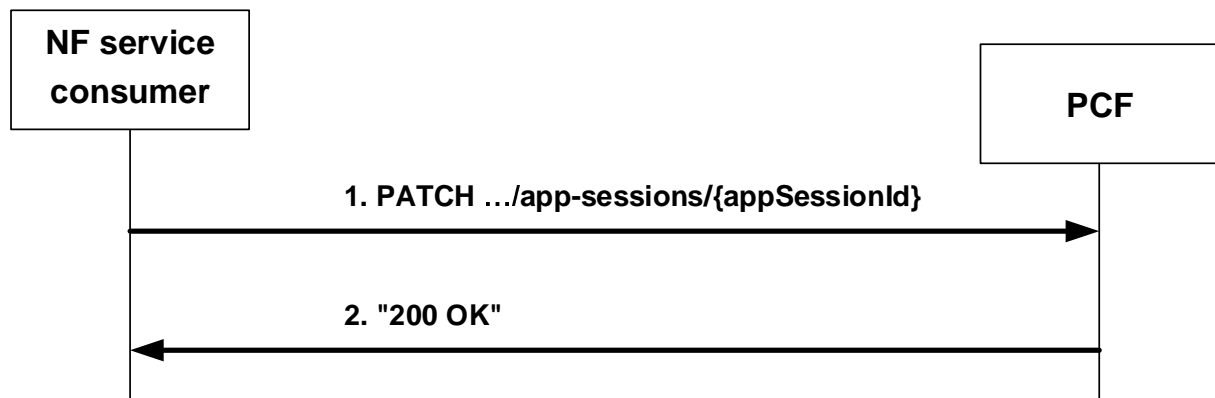 NF service
consumer
PCF
1. PATCH …/app-sessions/{appSessionId}
2. "200 OK"